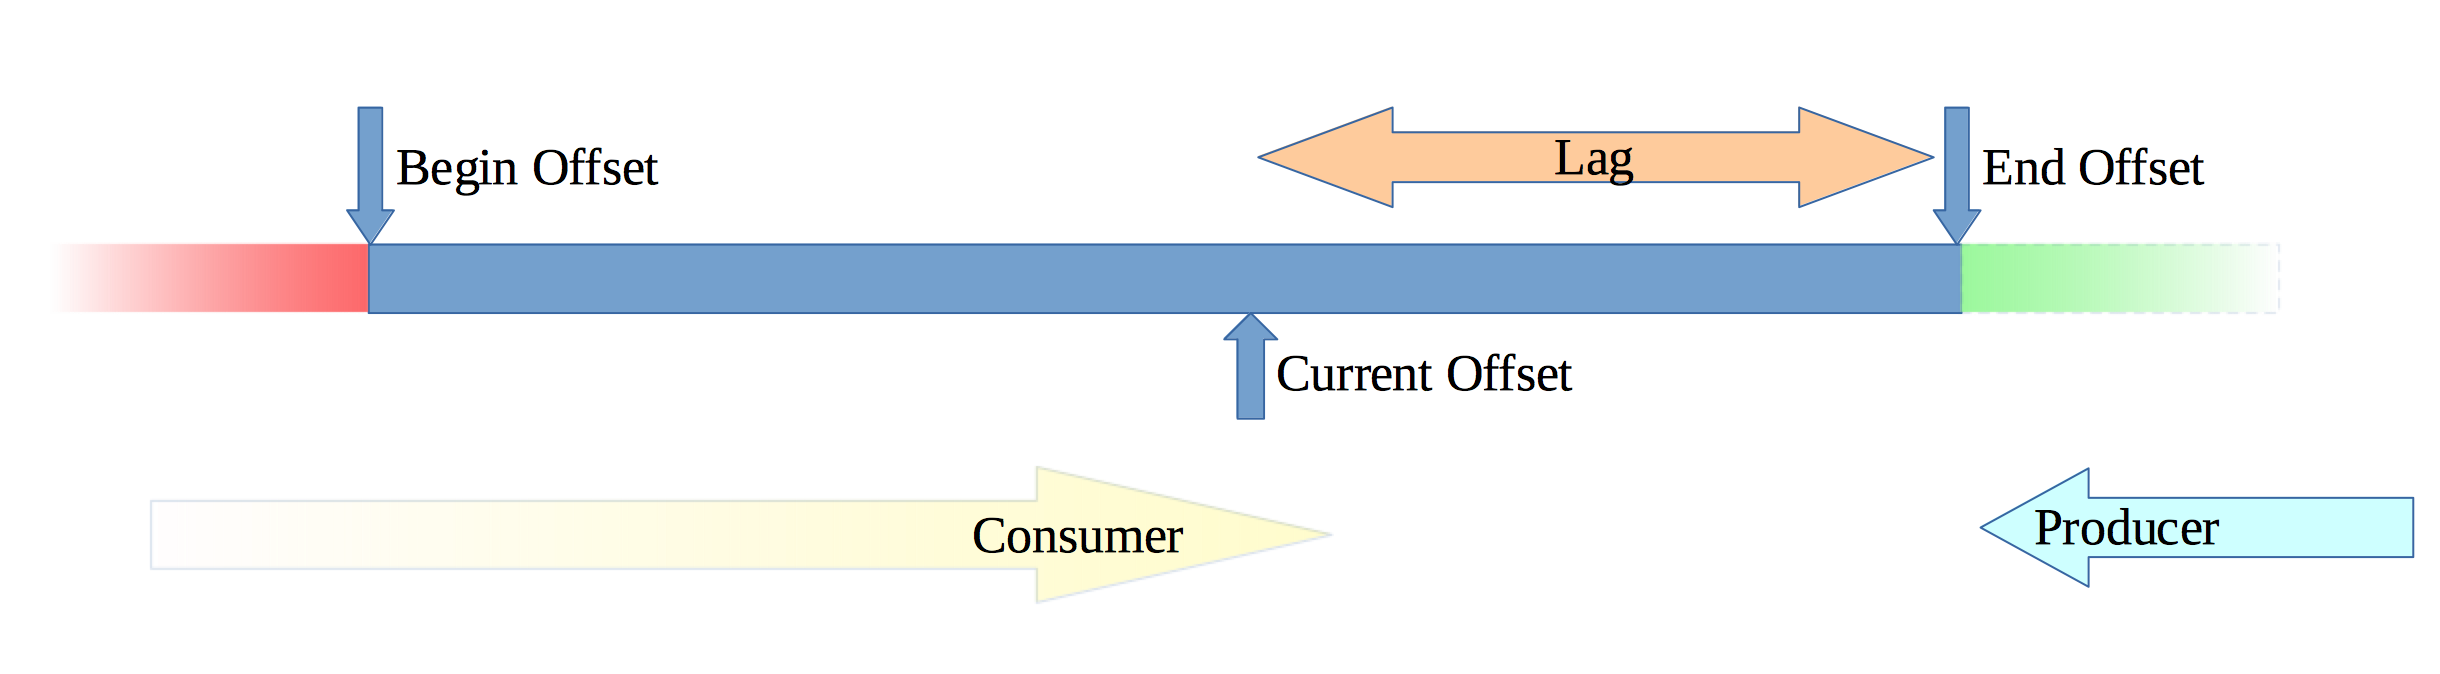 Begin Offset
Lag
End Offset
Current Offset
Consumer
Producer